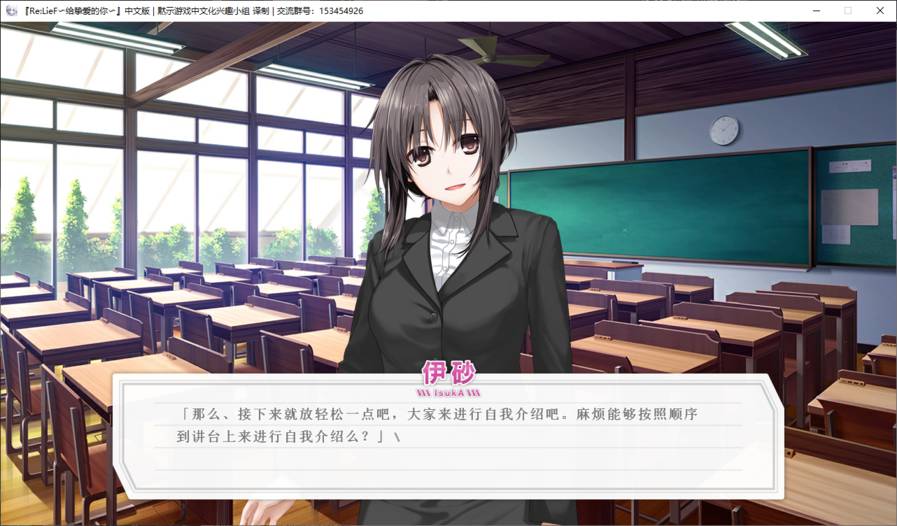 『Re:LieF～给挚爱的你～』中文版 | 默示游戏中文化兴趣小组 译制 | 交流群号：153454926
伊砂
IsukA
「那么、接下来就放轻松一点吧，大家来进行自我介绍吧。麻烦能够按照顺序
到讲台上来进行自我介绍么？」